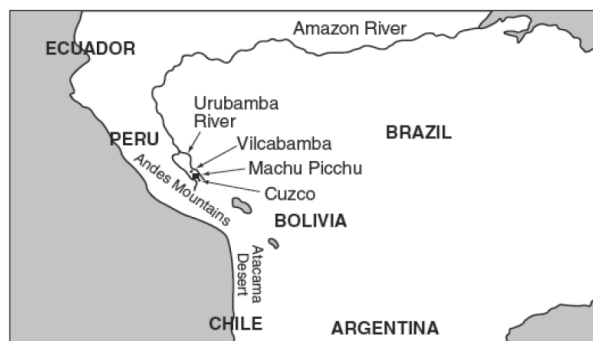 Amazon River
ECUADOR
Urubamba
River
PERU
BRAZIL
Vilcabamba
Machu Picchu
Andes Mountains
Cuzco
BOLIVIA
Atacama
Desert
CHILE
ARGENTINA